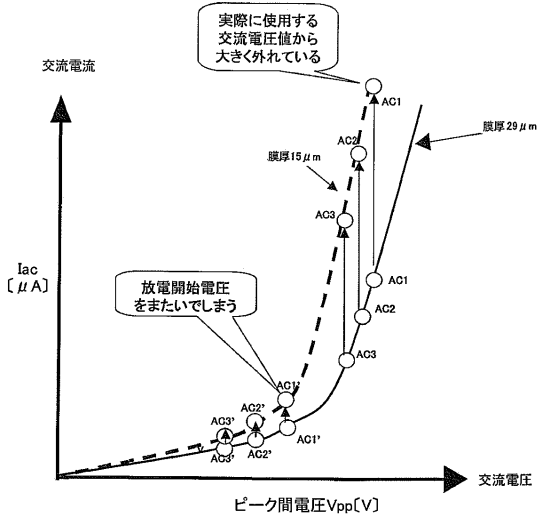 実際に使用する
交流電圧値から
大きく外れている
交流電流
AC1
膜厚29μm
AC2
膜厚15μm
AC3
Iac
〔μA〕
放電開始電圧
をまたいでしまう
AC1
AC2
AC3
AC1'
AC2'
AC3'
AC1'
AC2'
AC3'
交流電圧
ピーク間電圧Vpp〔V〕